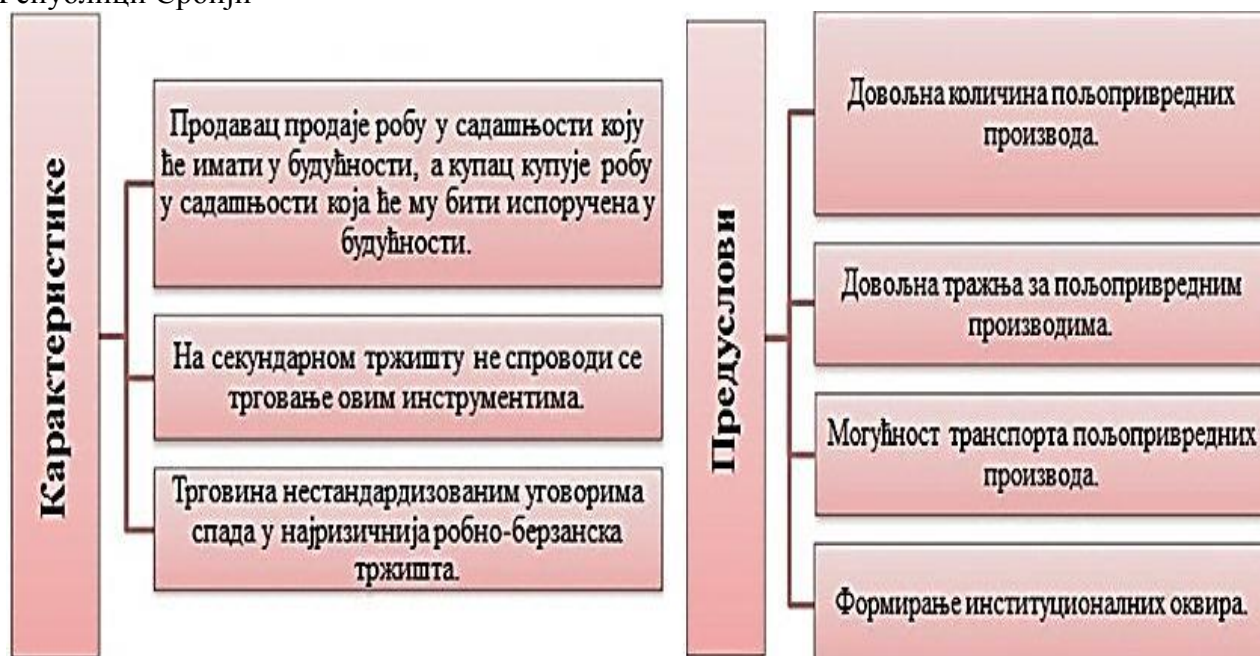 Републици Србији
Карактеристике
Продавац продаје робу у садашњости коју
ће имати у будућности, а купац купује робу
у садашњости која ће му бити испоручена у
будућности.
На секундарном тржишту не спроводи се
трговање овим инструментима.
Трговина нестандардизованим уговорима
спада у најризичнија робно-берзанска
тржишта.
Предуслови
Довољна количина пољопривредних
производа.
Довољна тражња за пољопривредним
производима.
Могућност транспорта пољопривредних
производа.
Формирање институционалних оквира.